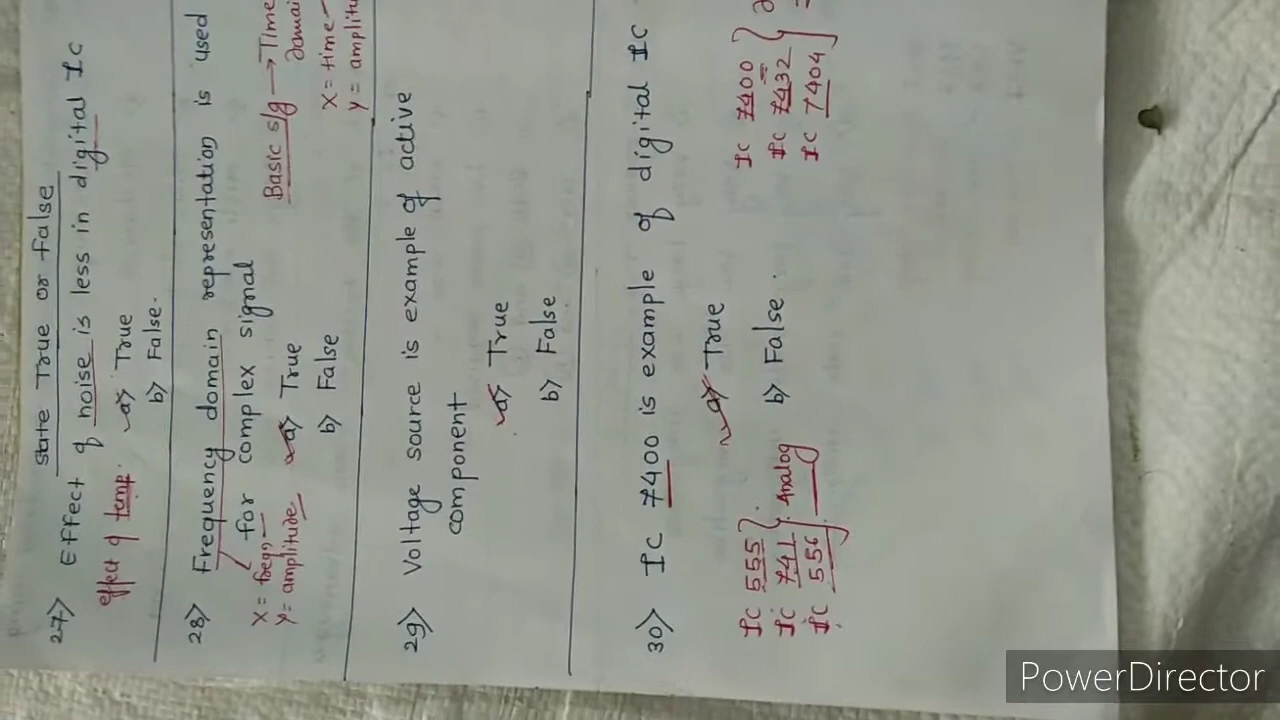 State True or False
27) Effect of noise is less in digital IC
effect of temp.
a) True
b) False.
28) Frequency domain representation is used
for complex signal
X = freqn
y = amplitude
a) True
b) False
Basic s/g → Time
domai
X = time
y = amplitu
29) Voltage source is example of active
component
a) True
b) False
30) IC 7400 is example of digital IC
a) True
b) False.
IC 555
IC 741
IC 556
Analog
IC 7400
IC 7432
IC 7404
PowerDirector